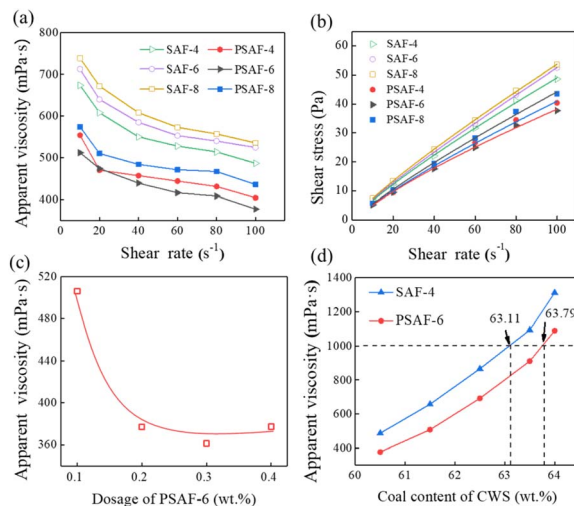 (a)
Apparent viscosity (mPa·s)
800
700
600
500
400
SAF-4
PSAF-4
SAF-6
PSAF-6
SAF-8
PSAF-8
0 20 40 60 80 100
Shear rate (s⁻¹)
(b)
Shear stress (Pa)
60
50
40
30
20
10
0
SAF-4
SAF-6
SAF-8
PSAF-4
PSAF-6
PSAF-8
0 20 40 60 80 100
Shear rate (s⁻¹)
(c)
Apparent viscosity (mPa·s)
520
480
440
400
360
0.1 0.2 0.3 0.4
Dosage of PSAF-6 (wt.%)
(d)
Apparent viscosity (mPa·s)
1400
1200
1000
800
600
400
SAF-4
PSAF-6
63.11
63.79
60 61 62 63 64
Coal content of CWS (wt.%)